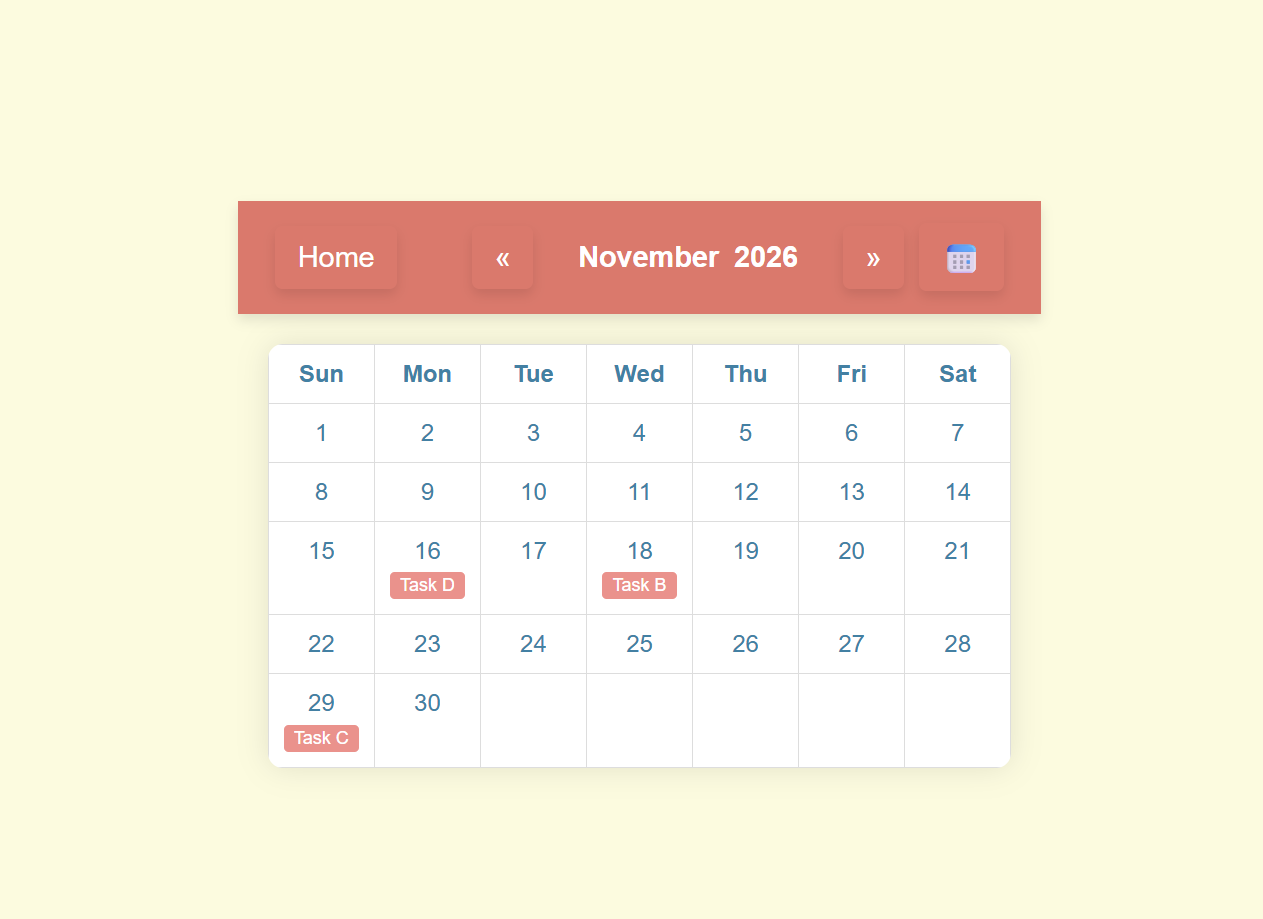 Home « November 2026 »
Sun Mon Tue Wed Thu Fri Sat
1 2 3 4 5 6 7
8 9 10 11 12 13 14
15 16 17 18 19 20 21
Task D Task B
22 23 24 25 26 27 28
29 30
Task C